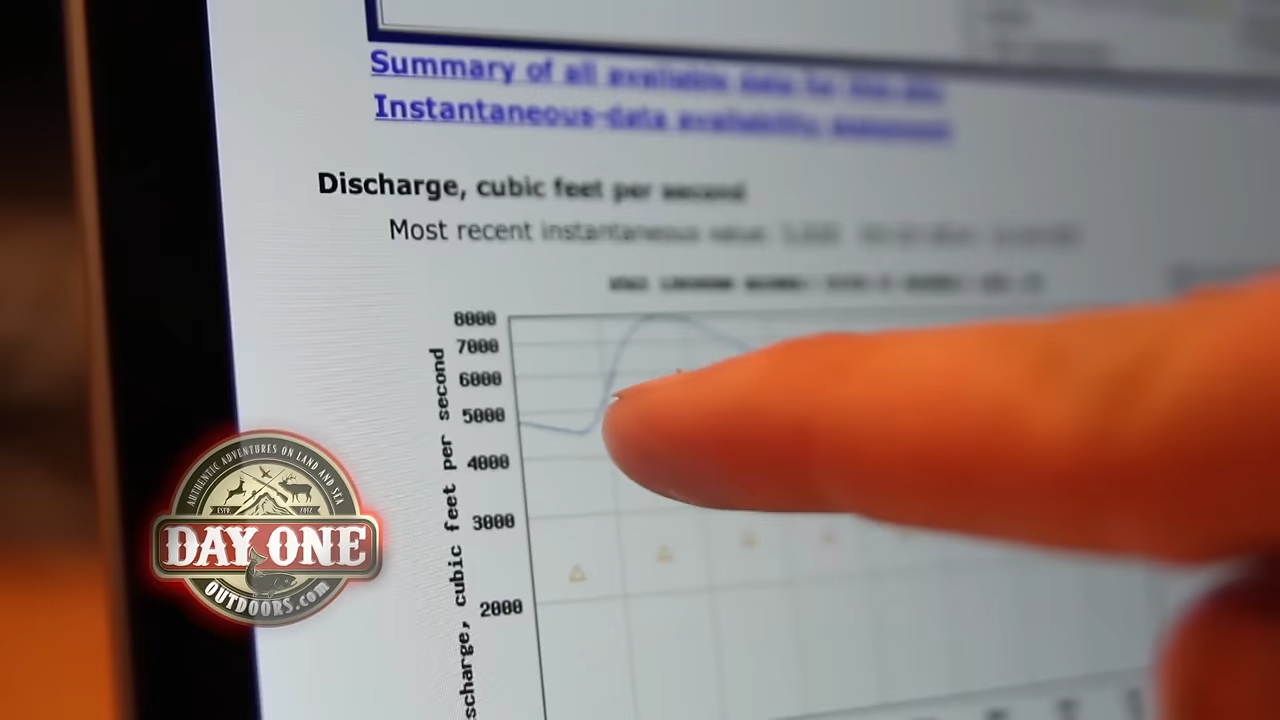 Summary of all available data for this site
Instantaneous-data availability statement
Discharge, cubic feet per second
Most recent instantaneous value:
8000
7000
6000
5000
4000
3000
2000
scharge, cubic feet per second
AUTHENTIC ADVENTURES ON LAND AND SEA
ESTD. 2012
DAY ONE
OUTDOORS.com